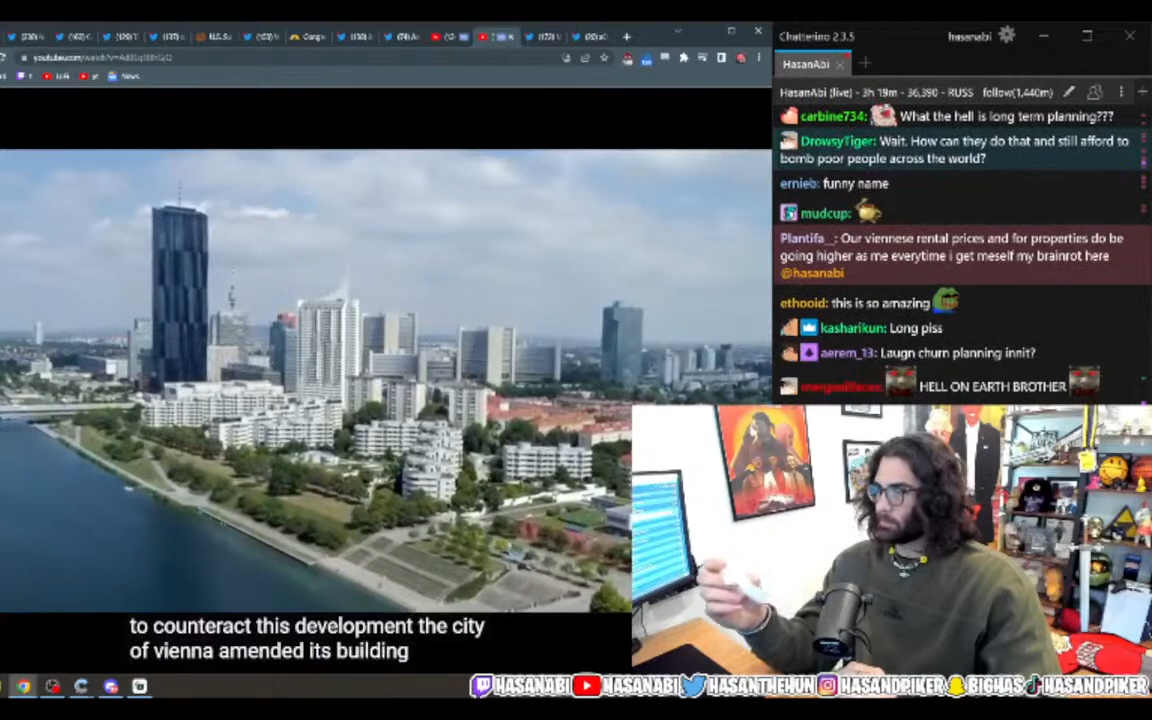 youtube.com/watch?v=
News
Chatterino 2.3.5
hasanabi
HasanAbi
HasanAbi (live) - 3h 19m - 36,390 - RUSS follow(1,440m)
carbine734: What the hell is long term planning???
DrowsyTiger: Wait. How can they do that and still afford to
bomb poor people across the world?
ernieb: funny name
mudcup:
Plantifa__: Our viennese rental prices and for properties do be
going higher as me everytime i get meself my brainrot here
@hasanabi
ethooid: this is so amazing
kasharikun: Long piss
aerem_13: Laugn churn planning innit?
HELL ON EARTH BROTHER
to counteract this development the city
of vienna amended its building
HASANABI HASANABI HASANTHEHUN HASANDPIKER BIGHAS HASANDPIKER